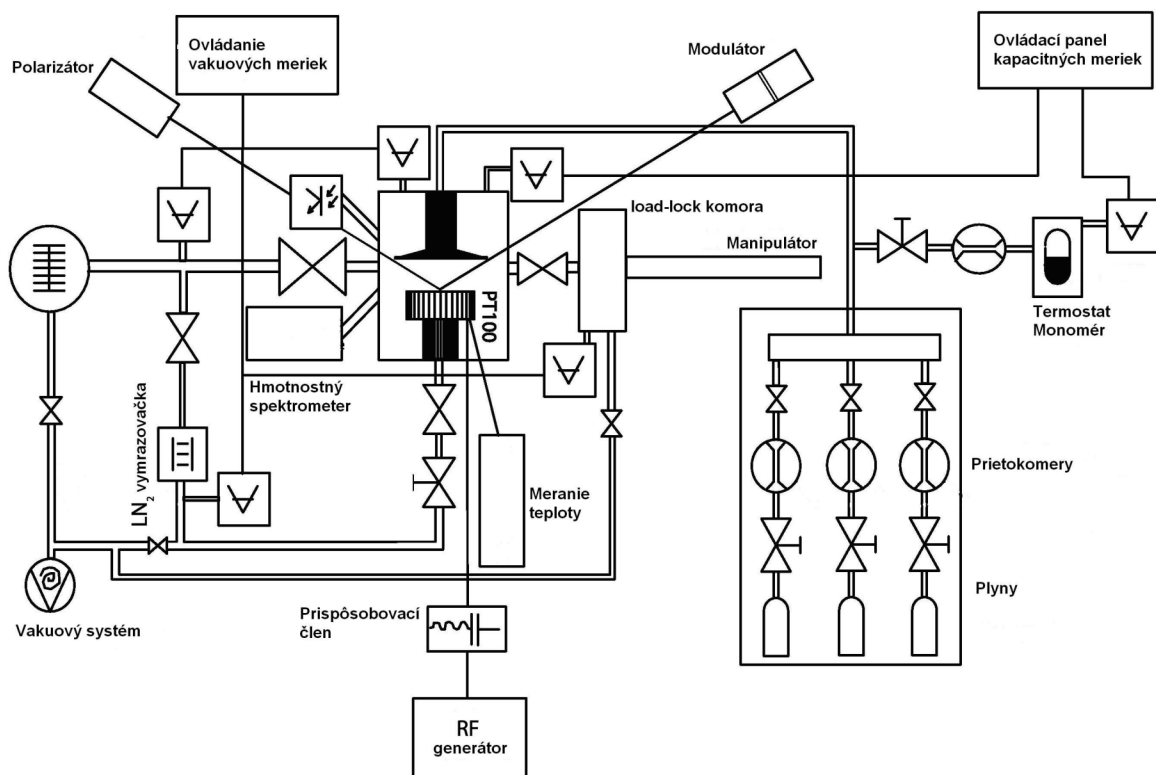 Ovládanie
vakuových meriek
Polarizátor
Modulátor
Ovládací panel
kapacitných meriek
load-lock komora
Manipulátor
PT100
Termostat
Monomér
Hmotnostný
spektrometer
LN2 vymrazovačka
Meranie
teploty
Prietokomery
Plyny
Vakuový systém
Prispôsobovací
člen
RF
generátor